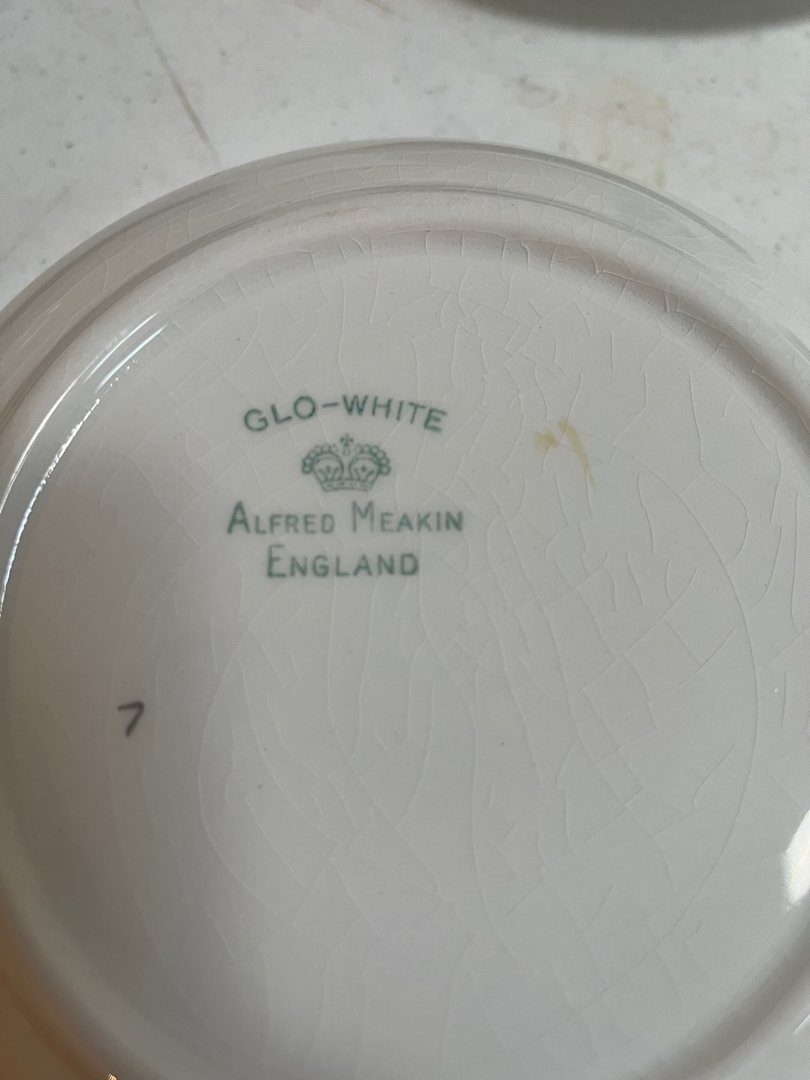 GLO-WHITE
ALFRED MEAKIN
ENGLAND
7